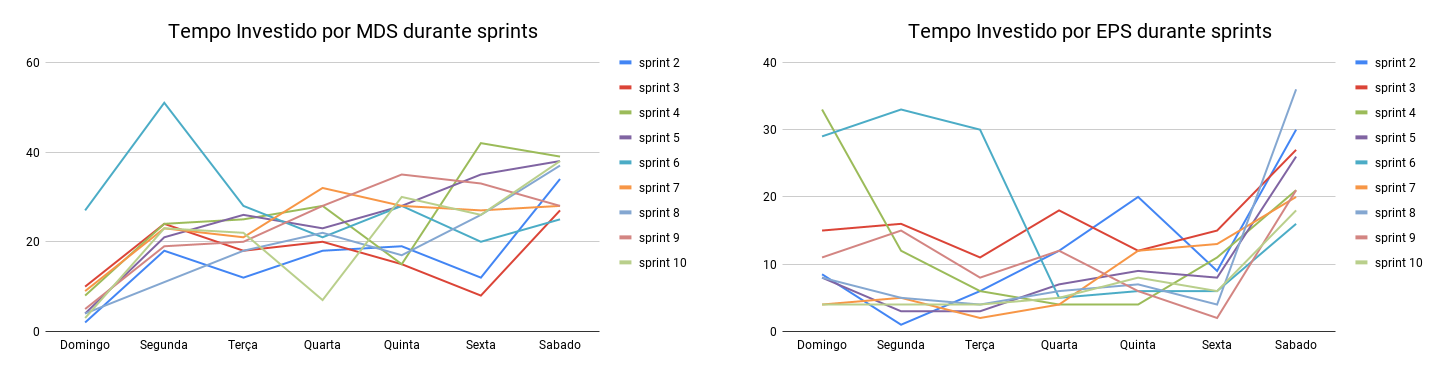 Tempo Investido por MDS durante sprints
60
40
20
0
Domingo Segunda Terça Quarta Quinta Sexta Sabado
sprint 2
sprint 3
sprint 4
sprint 5
sprint 6
sprint 7
sprint 8
sprint 9
sprint 10
Tempo Investido por EPS durante sprints
40
30
20
10
0
Domingo Segunda Terça Quarta Quinta Sexta Sabado
sprint 2
sprint 3
sprint 4
sprint 5
sprint 6
sprint 7
sprint 8
sprint 9
sprint 10